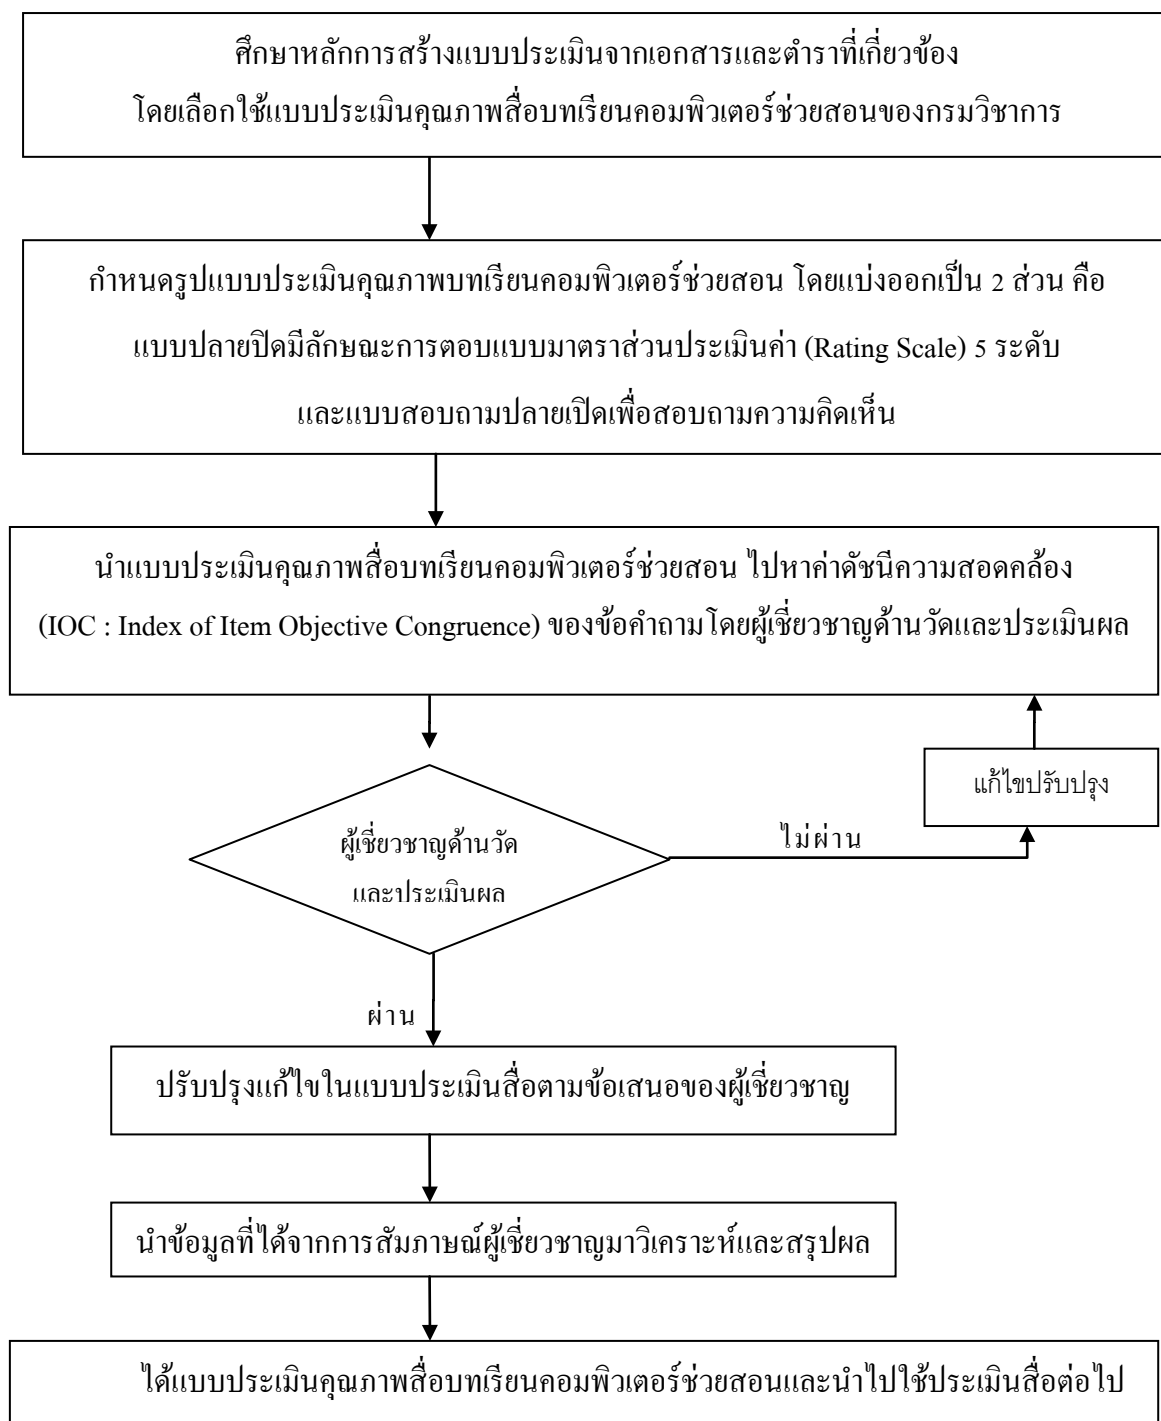 ศึกษาหลักการสร้างแบบประเมินจากเอกสารและตำราที่เกี่ยวข้อง
โดยเลือกใช้แบบประเมินคุณภาพสื่อบทเรียนคอมพิวเตอร์ช่วยสอนของกรมวิชาการ
กำหนดรูปแบบประเมินคุณภาพบทเรียนคอมพิวเตอร์ช่วยสอน โดยแบ่งออกเป็น 2 ส่วน คือ
แบบปลายปิดมีลักษณะการตอบแบบมาตราส่วนประเมินค่า (Rating Scale) 5 ระดับ
และแบบสอบถามปลายเปิดเพื่อสอบถามความคิดเห็น
นำแบบประเมินคุณภาพสื่อบทเรียนคอมพิวเตอร์ช่วยสอน ไปหาค่าดัชนีความสอดคล้อง
(IOC : Index of Item Objective Congruence) ของข้อคำถามโดยผู้เชี่ยวชาญด้านวัดและประเมินผล
แก้ไขปรับปรุง
ผู้เชี่ยวชาญด้านวัด
และประเมินผล
ไม่ผ่าน
ผ่าน
ปรับปรุงแก้ไขในแบบประเมินสื่อตามข้อเสนอของผู้เชี่ยวชาญ
นำข้อมูลที่ได้จากการสัมภาษณ์ผู้เชี่ยวชาญมาวิเคราะห์และสรุปผล
ได้แบบประเมินคุณภาพสื่อบทเรียนคอมพิวเตอร์ช่วยสอนและนำไปใช้ประเมินสื่อต่อไป